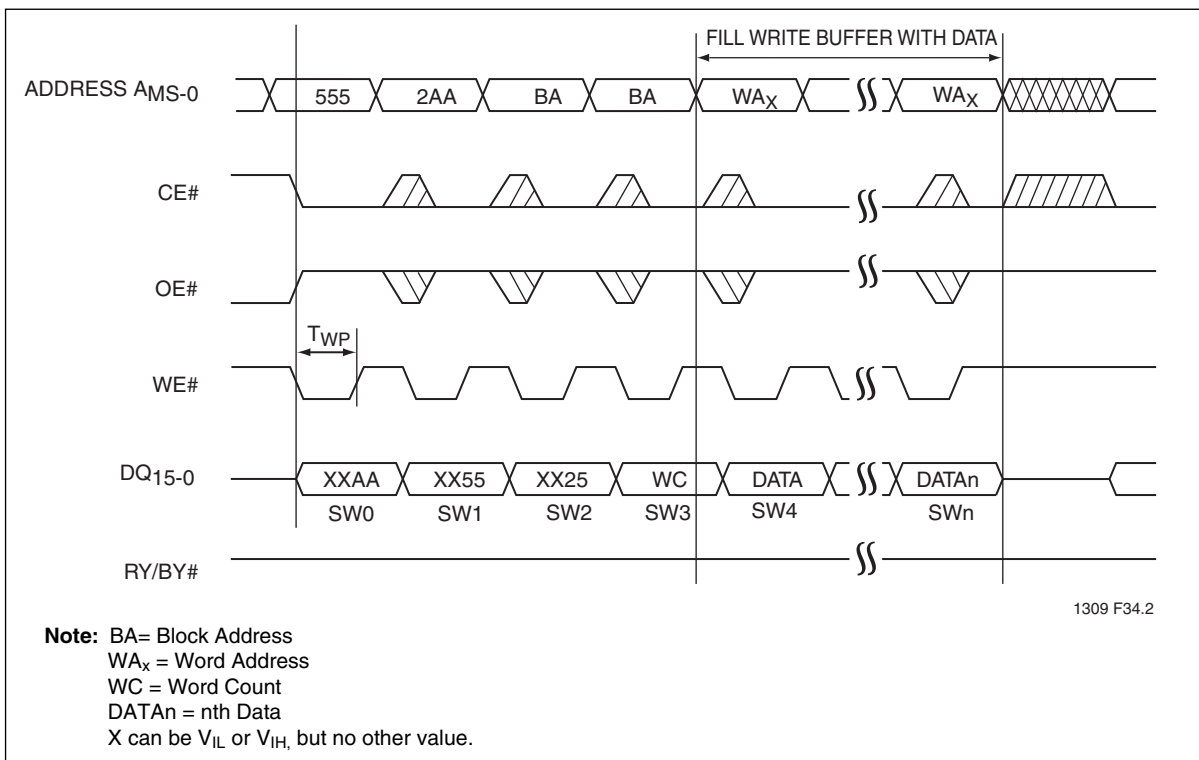 FILL WRITE BUFFER WITH DATA
ADDRESS AMS-0 555 2AA BA BA WAX WAX
CE#
OE#
TWP
WE#
DQ15-0 XXAA XX55 XX25 WC DATA DATAn
SW0 SW1 SW2 SW3 SW4 SWn
RY/BY#
1309 F34.2
Note: BA= Block Address
WAx = Word Address
WC = Word Count
DATAn = nth Data
X can be VIL or VIH, but no other value.